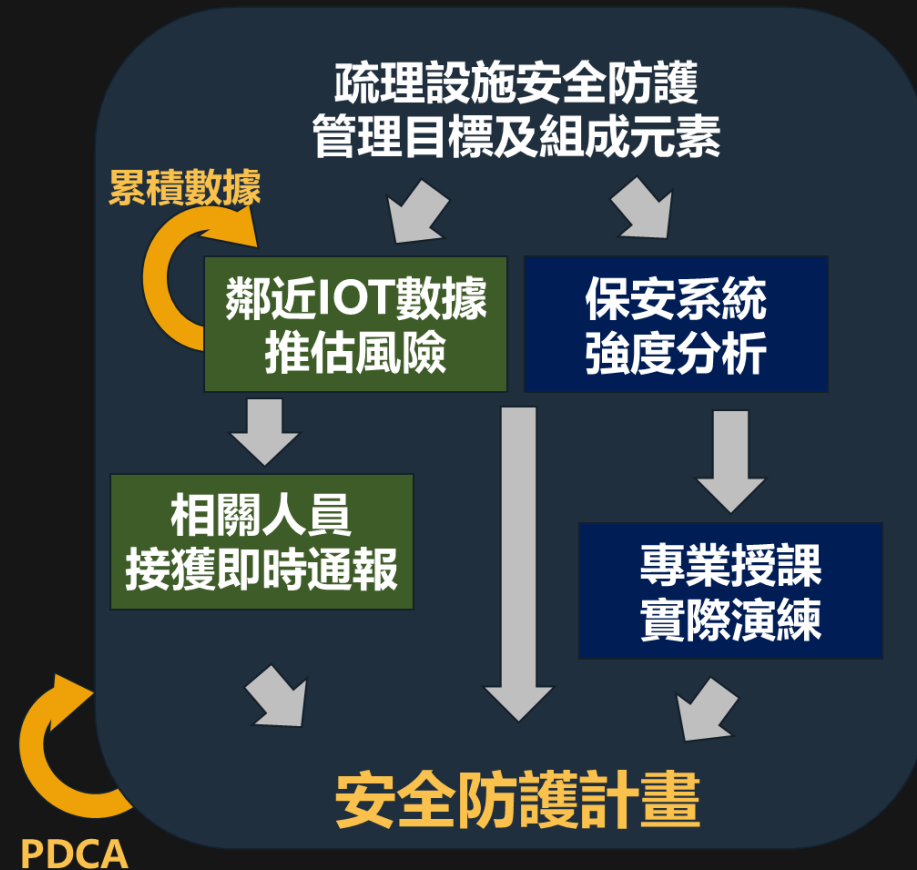 疏理設施安全防護
管理目標及組成元素
累積數據
鄰近IOT數據
推估風險
保安系統
強度分析
相關人員
接獲即時通報
專業授課
實際演練
安全防護計畫
PDCA